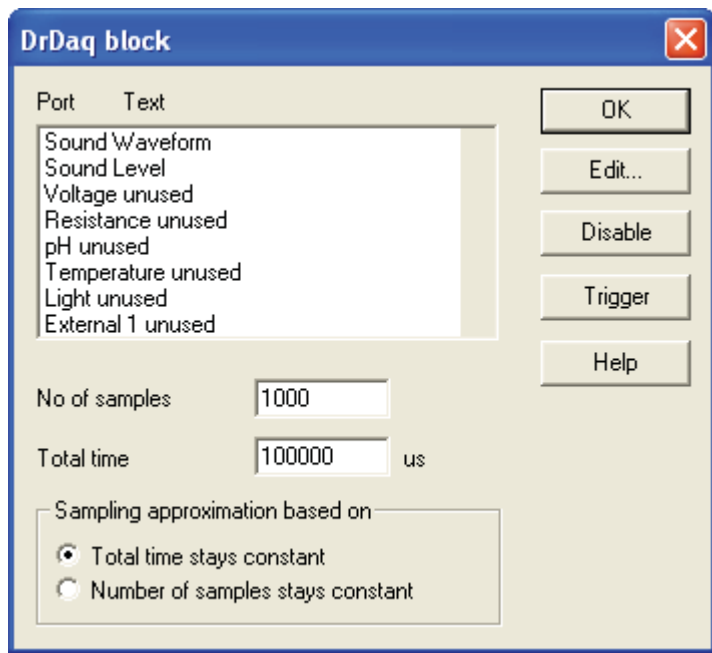 DrDaq block
Port Text
Sound Waveform
Sound Level
Voltage unused
Resistance unused
pH unused
Temperature unused
Light unused
External 1 unused
OK
Edit...
Disable
Trigger
Help
No of samples 1000
Total time 100000 us
Sampling approximation based on
Total time stays constant
Number of samples stays constant